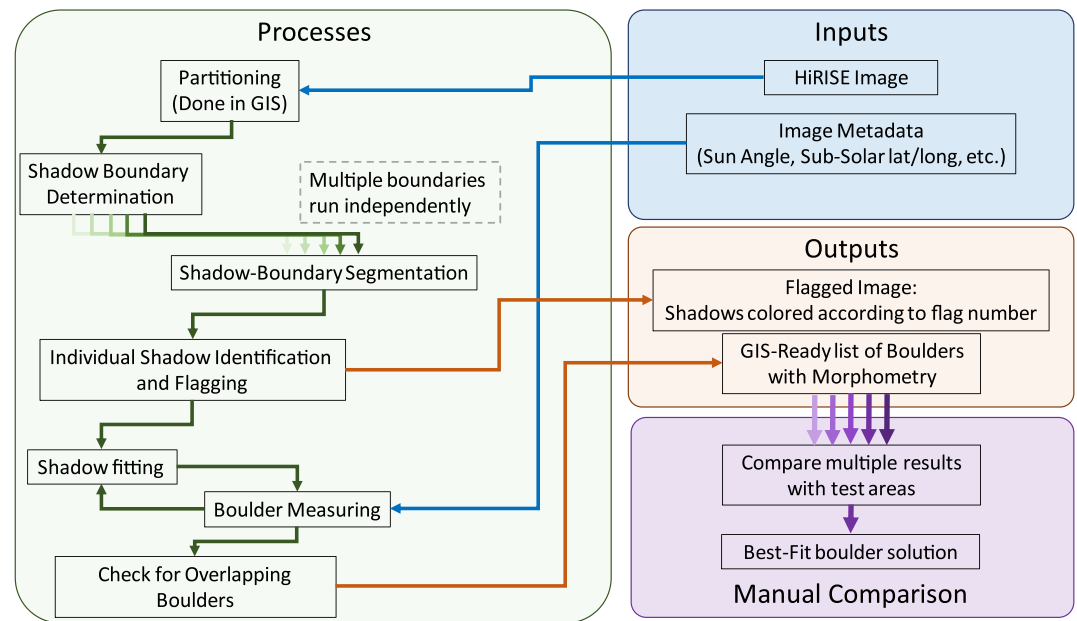 Processes
Partitioning
(Done in GIS)
Shadow Boundary
Determination
Multiple boundaries
run independently
Shadow-Boundary Segmentation
Individual Shadow Identification
and Flagging
Shadow fitting
Boulder Measuring
Check for Overlapping
Boulders
Inputs
HiRISE Image
Image Metadata
(Sun Angle, Sub-Solar lat/long, etc.)
Outputs
Flagged Image:
Shadows colored according to flag number
GIS-Ready list of Boulders
with Morphometry
Compare multiple results
with test areas
Best-Fit boulder solution
Manual Comparison